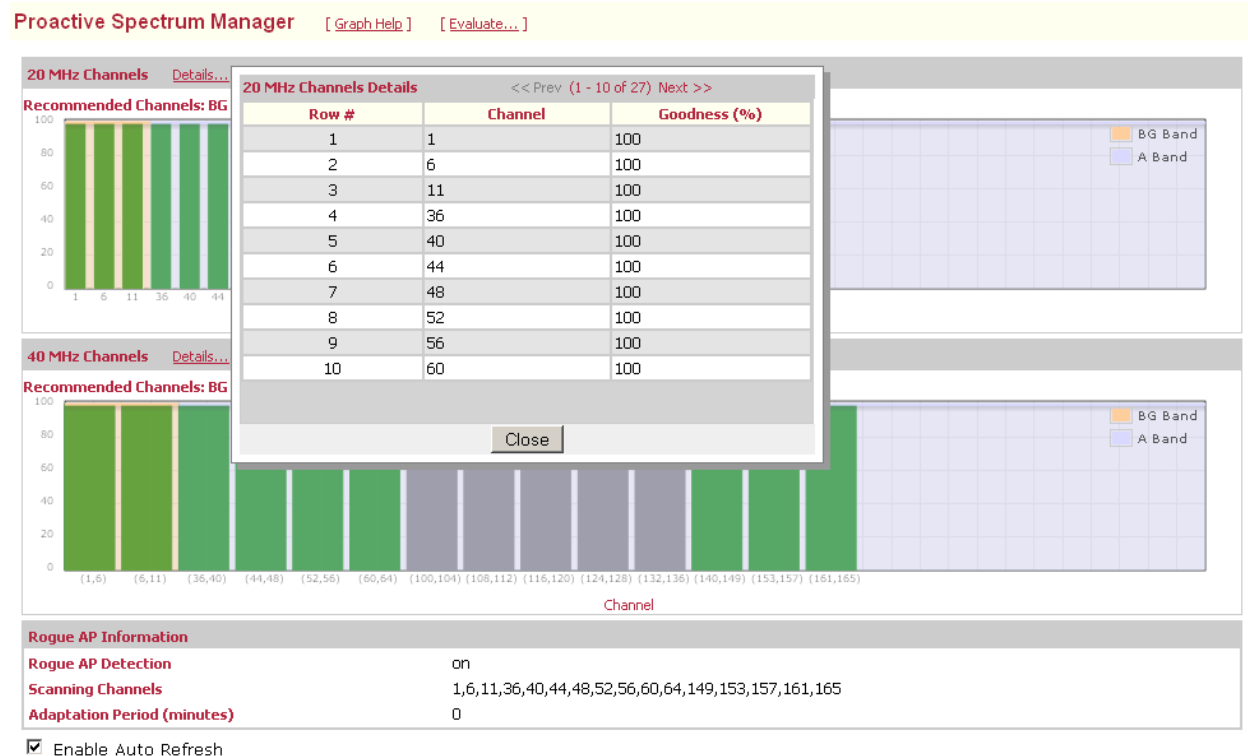 Proactive Spectrum Manager [ Graph Help ] [ Evaluate... ]
20 MHz Channels Details...
Recommended Channels: BG
100
80
60
40
20
0
1 6 11 36 40 44
BG Band
A Band
20 MHz Channels Details << Prev (1 - 10 of 27) Next >>
Row # Channel Goodness (%)
1 1 100
2 6 100
3 11 100
4 36 100
5 40 100
6 44 100
7 48 100
8 52 100
9 56 100
10 60 100
Close
40 MHz Channels Details...
Recommended Channels: BG
100
80
60
40
20
0
BG Band
A Band
(1,6) (6,11) (36,40) (44,48) (52,56) (60,64) (100,104) (108,112) (116,120) (124,128) (132,136) (140,149) (153,157) (161,165)
Channel
Rogue AP Information
Rogue AP Detection on
Scanning Channels 1,6,11,36,40,44,48,52,56,60,64,149,153,157,161,165
Adaptation Period (minutes) 0
Enable Auto Refresh